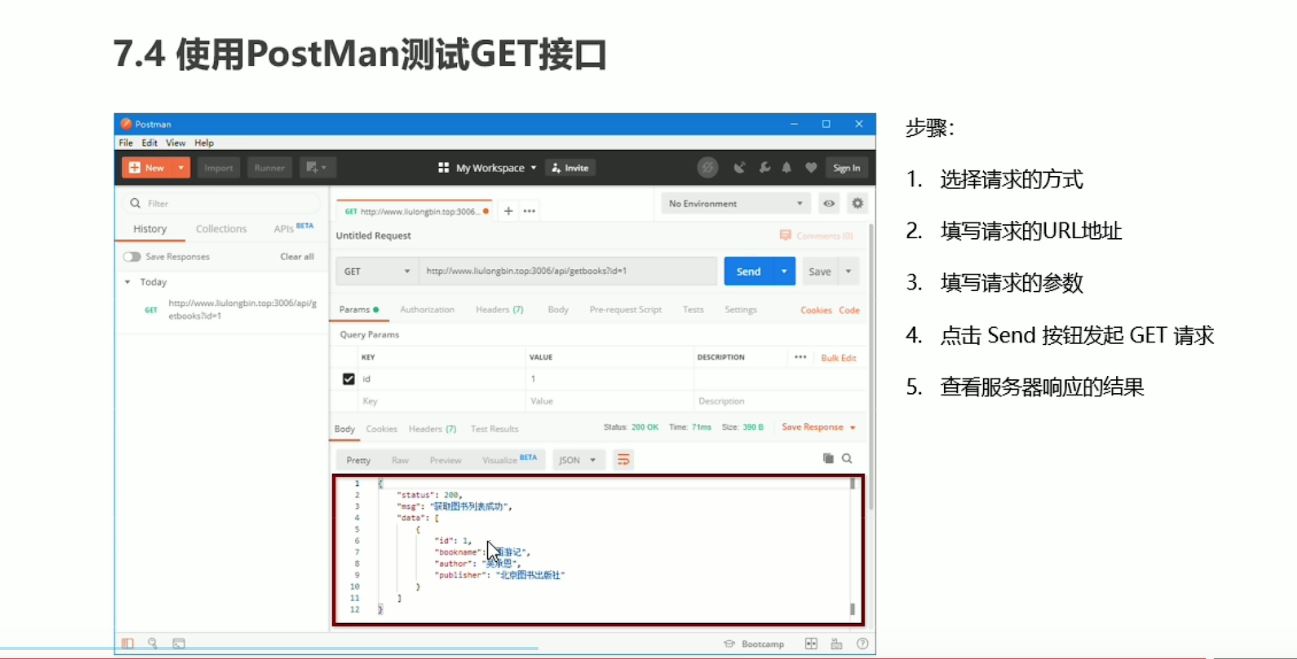 7.4 使用PostMan测试GET接口
Postman
File Edit View Help
New Import Runner My Workspace Invite Sign In
Filter
History Collections APIs BETA
Save Responses Clear all
Today
GET http://www.liulongbin.top:3006/api/g
etbooks?id=1
GET http://www.liulongbin.top:3006... No Environment
Untitled Request Comments (0)
GET http://www.liulongbin.top:3006/api/getbooks?id=1 Send Save
Params Authorization Headers (7) Body Pre-request Script Tests Settings Cookies Code
Query Params
KEY VALUE DESCRIPTION Bulk Edit
id 1
Key Value Description
Body Cookies Headers (7) Test Results Status: 200 OK Time: 71ms Size: 390 B Save Response
Pretty Raw Preview Visualize BETA JSON
1 {
2 "status": 200,
3 "msg": "获取图书列表成功",
4 "data": [
5 {
6 "id": 1,
7 "bookname": 游记",
8 "author": "吴承恩",
9 "publisher": "北京图书出版社"
10 }
11 ]
12 }
Bootcamp
步骤：
1. 选择请求的方式
2. 填写请求的URL地址
3. 填写请求的参数
4. 点击 Send 按钮发起 GET 请求
5. 查看服务器响应的结果